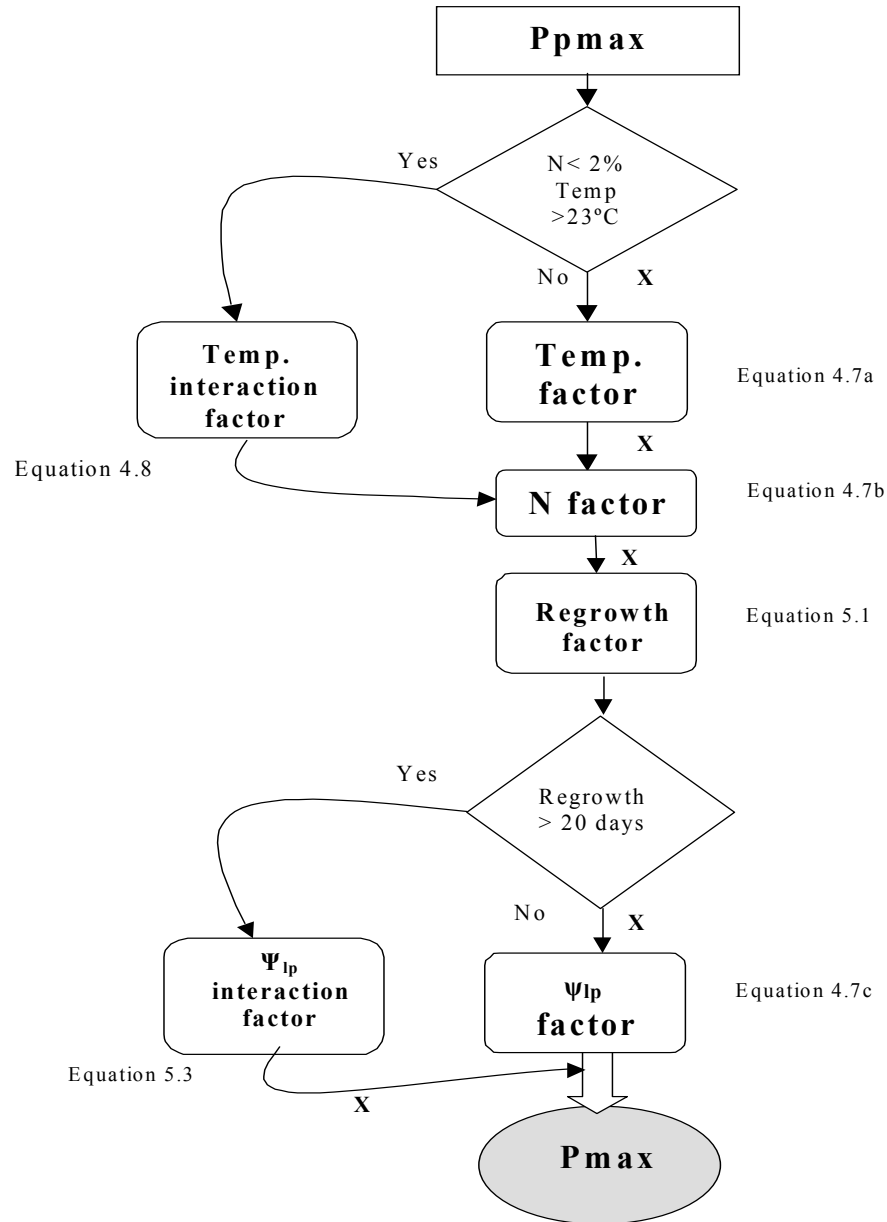 Ppmax
Yes
N< 2%
Temp
>23ºC
No
X
Temp.
interaction
factor
Temp.
factor
Equation 4.7a
X
Equation 4.8
N factor
Equation 4.7b
X
Regrowth
factor
Equation 5.1
Yes
Regrowth
> 20 days
No
X
Ψlp
interaction
factor
ψlp
factor
Equation 4.7c
Equation 5.3
X
Pmax